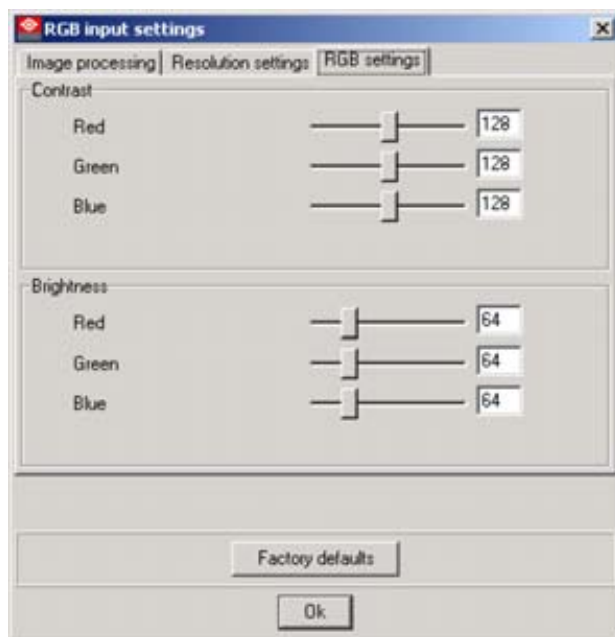 RGB input settings
Image processing Resolution settings RGB settings
Contrast
Red 128
Green 128
Blue 128
Brightness
Red 64
Green 64
Blue 64
Factory defaults
Ok